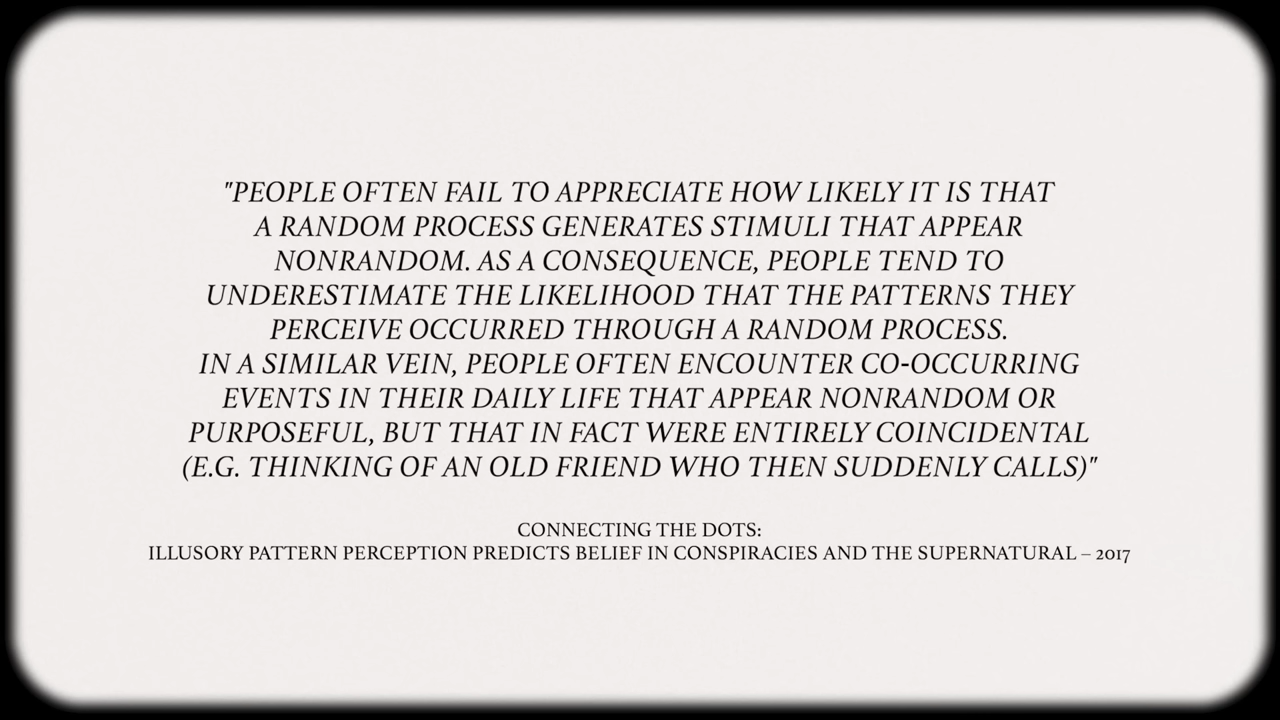 "PEOPLE OFTEN FAIL TO APPRECIATE HOW LIKELY IT IS THAT
A RANDOM PROCESS GENERATES STIMULI THAT APPEAR
NONRANDOM. AS A CONSEQUENCE, PEOPLE TEND TO
UNDERESTIMATE THE LIKELIHOOD THAT THE PATTERNS THEY
PERCEIVE OCCURRED THROUGH A RANDOM PROCESS.
IN A SIMILAR VEIN, PEOPLE OFTEN ENCOUNTER CO-OCCURRING
EVENTS IN THEIR DAILY LIFE THAT APPEAR NONRANDOM OR
PURPOSEFUL, BUT THAT IN FACT WERE ENTIRELY COINCIDENTAL
(E.G. THINKING OF AN OLD FRIEND WHO THEN SUDDENLY CALLS)"
CONNECTING THE DOTS:
ILLUSORY PATTERN PERCEPTION PREDICTS BELIEF IN CONSPIRACIES AND THE SUPERNATURAL – 2017